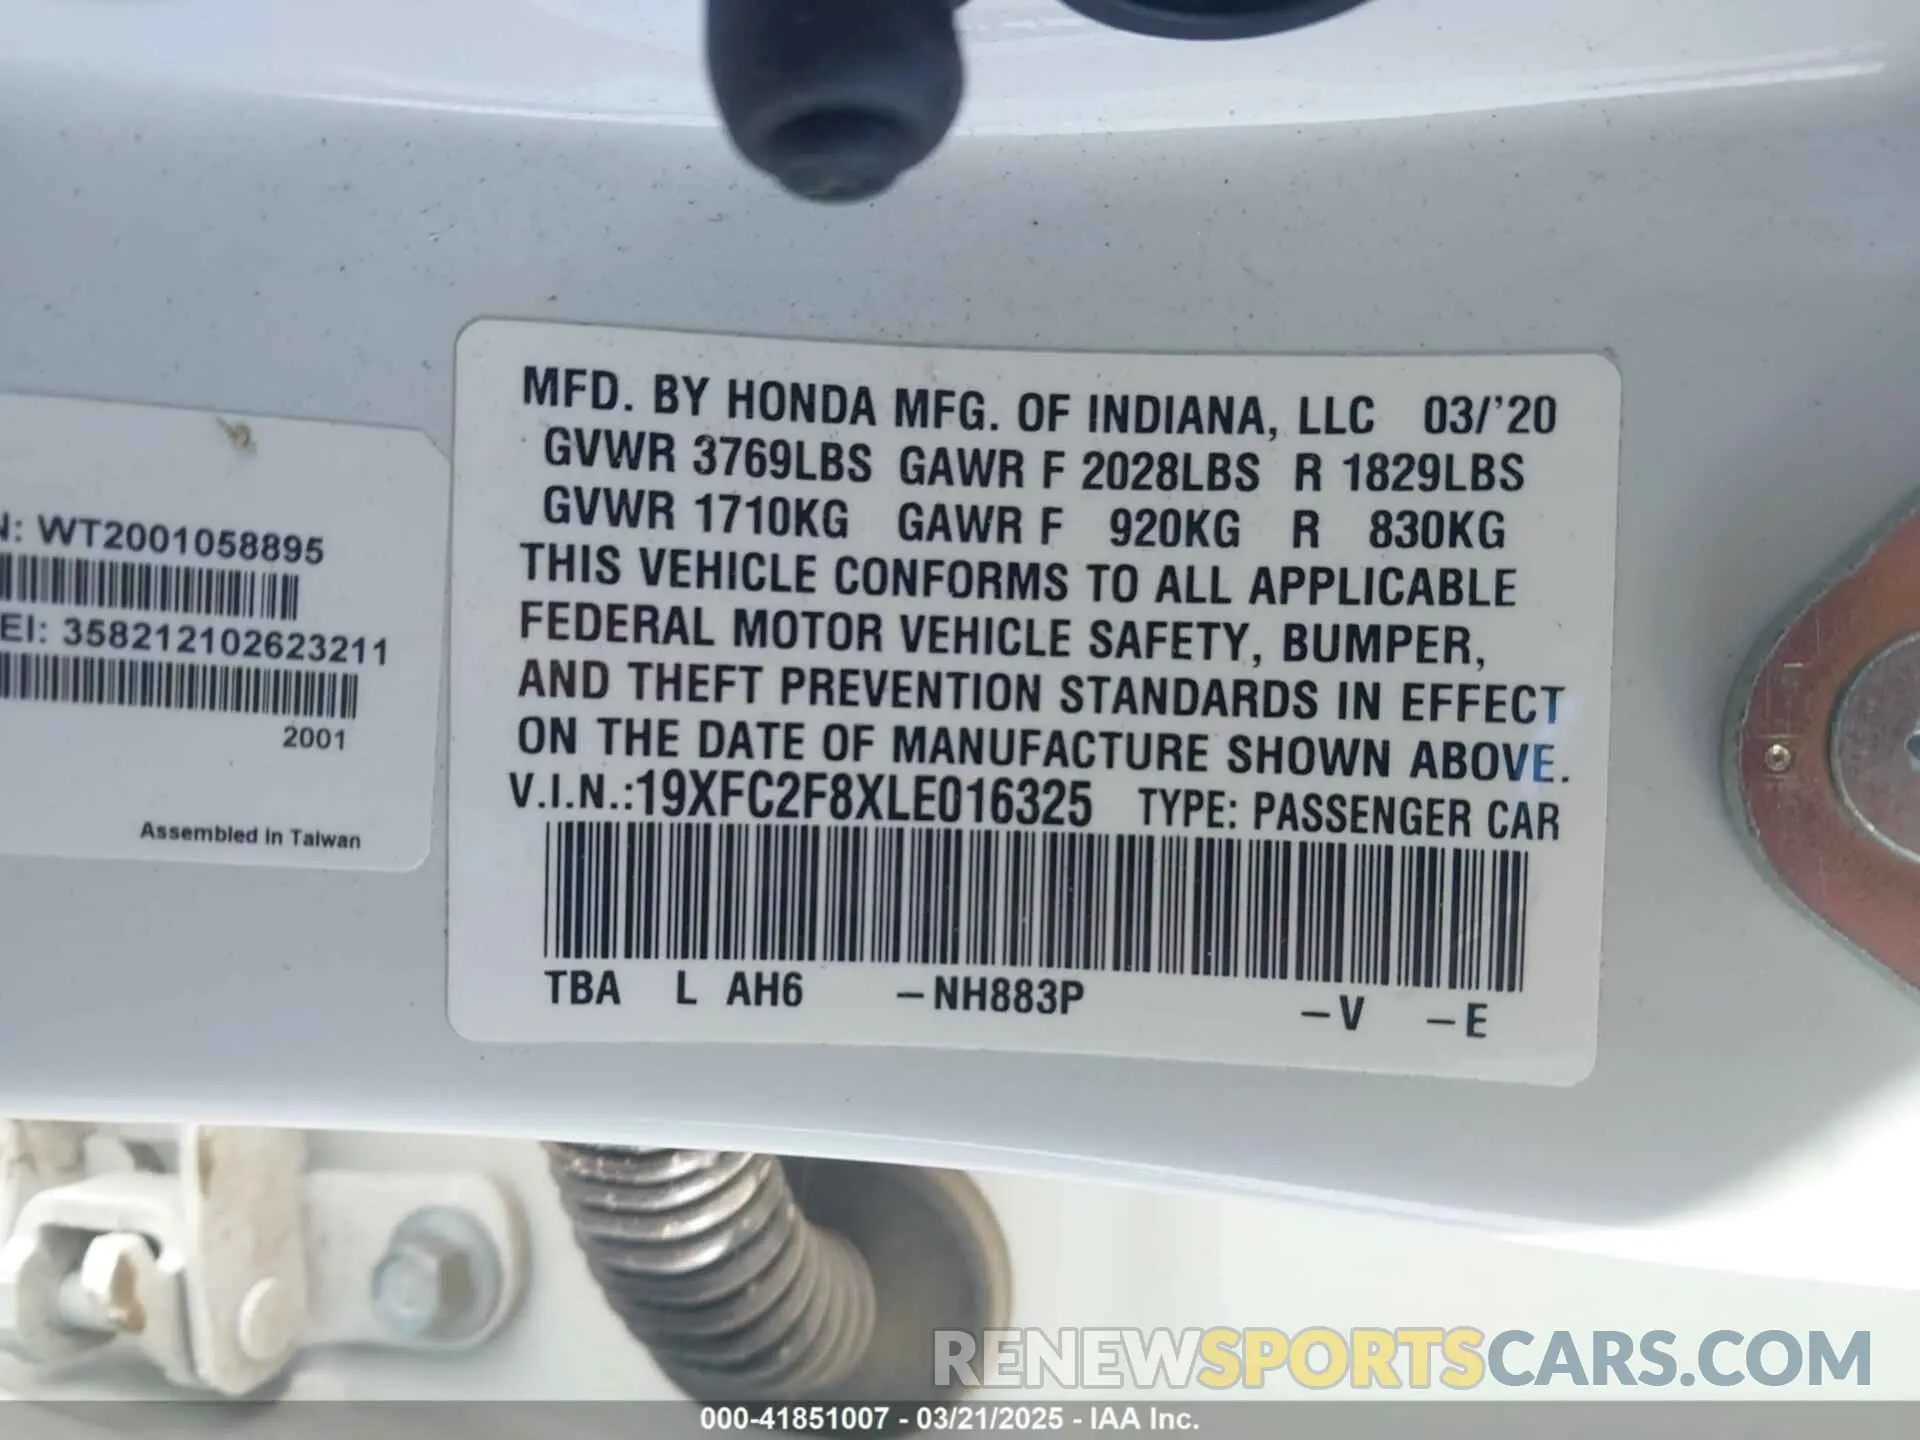 MFD. BY HONDA MFG. OF INDIANA, LLC 03/'20
GVWR 3769LBS GAWR F 2028LBS R 1829LBS
GVWR 1710KG GAWR F 920KG R 830KG
THIS VEHICLE CONFORMS TO ALL APPLICABLE
FEDERAL MOTOR VEHICLE SAFETY, BUMPER,
AND THEFT PREVENTION STANDARDS IN EFFECT
ON THE DATE OF MANUFACTURE SHOWN ABOVE.
V.I.N.:19XFC2F8XLE016325 TYPE: PASSENGER CAR
TBA L AH6 –NH883P –V –E
N: WT2001058895
EI: 358212102623211
2001
Assembled in Taiwan
RENEWSPORTSCARS.COM
000-41851007 - 03/21/2025 - IAA Inc.